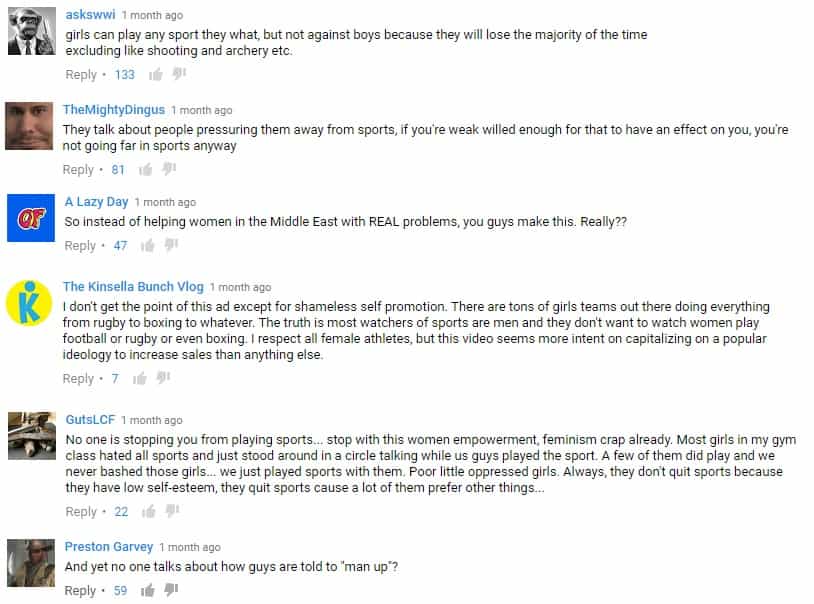 askswwi 1 month ago
girls can play any sport they what, but not against boys because they will lose the majority of the time
excluding like shooting and archery etc.
Reply • 133
TheMightyDingus 1 month ago
They talk about people pressuring them away from sports, if you're weak willed enough for that to have an effect on you, you're
not going far in sports anyway
Reply • 81
OF
A Lazy Day 1 month ago
So instead of helping women in the Middle East with REAL problems, you guys make this. Really??
Reply • 47
K
The Kinsella Bunch Vlog 1 month ago
I don't get the point of this ad except for shameless self promotion. There are tons of girls teams out there doing everything
from rugby to boxing to whatever. The truth is most watchers of sports are men and they don't want to watch women play
football or rugby or even boxing. I respect all female athletes, but this video seems more intent on capitalizing on a popular
ideology to increase sales than anything else.
Reply • 7
GutsLCF 1 month ago
No one is stopping you from playing sports... stop with this women empowerment, feminism crap already. Most girls in my gym
class hated all sports and just stood around in a circle talking while us guys played the sport. A few of them did play and we
never bashed those girls... we just played sports with them. Poor little oppressed girls. Always, they don't quit sports because
they have low self-esteem, they quit sports cause a lot of them prefer other things...
Reply • 22
Preston Garvey 1 month ago
And yet no one talks about how guys are told to "man up"?
Reply • 59